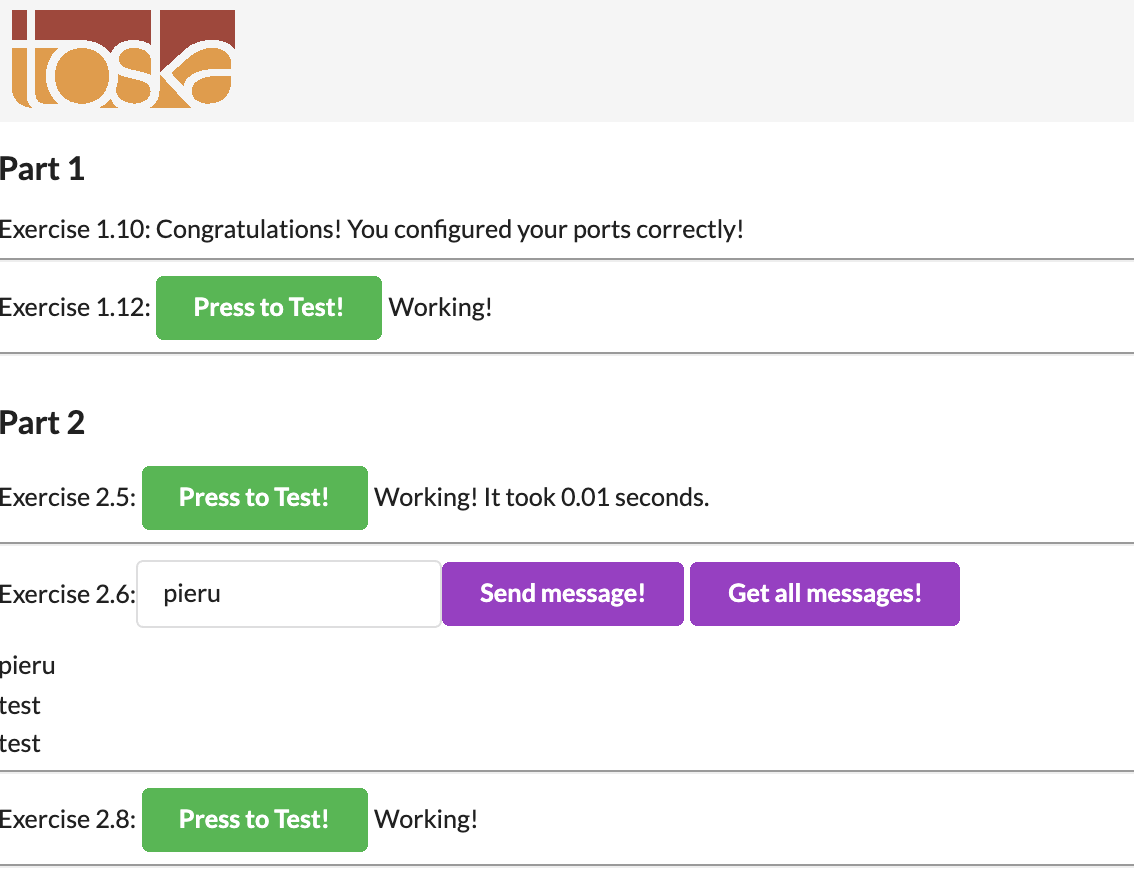 toska
Part 1
Exercise 1.10: Congratulations! You configured your ports correctly!
Exercise 1.12: Press to Test! Working!
Part 2
Exercise 2.5: Press to Test! Working! It took 0.01 seconds.
Exercise 2.6: pieru Send message! Get all messages!
pieru
test
test
Exercise 2.8: Press to Test! Working!